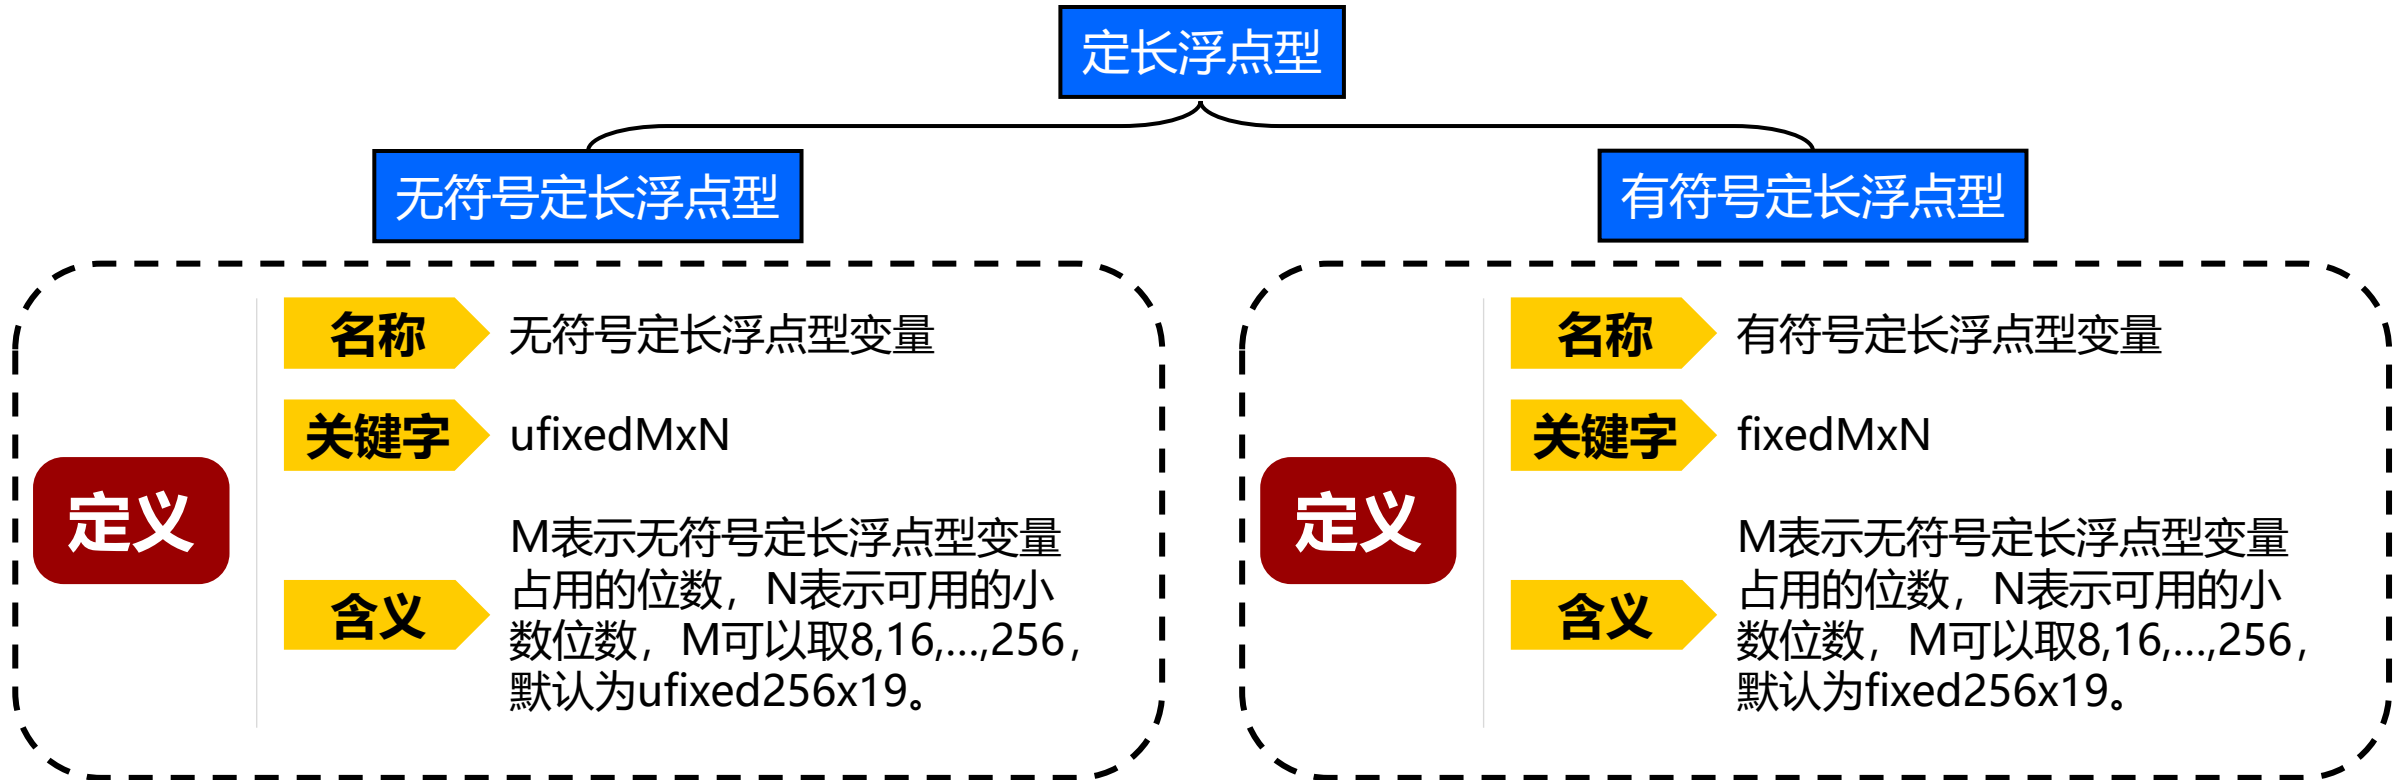 定长浮点型
无符号定长浮点型
有符号定长浮点型
定义
名称
无符号定长浮点型变量
关键字
ufixedMxN
含义
M表示无符号定长浮点型变量
占用的位数，N表示可用的小
数位数，M可以取8,16,…,256，
默认为ufixed256x19。
定义
名称
有符号定长浮点型变量
关键字
fixedMxN
含义
M表示无符号定长浮点型变量
占用的位数，N表示可用的小
数位数，M可以取8,16,…,256，
默认为fixed256x19。